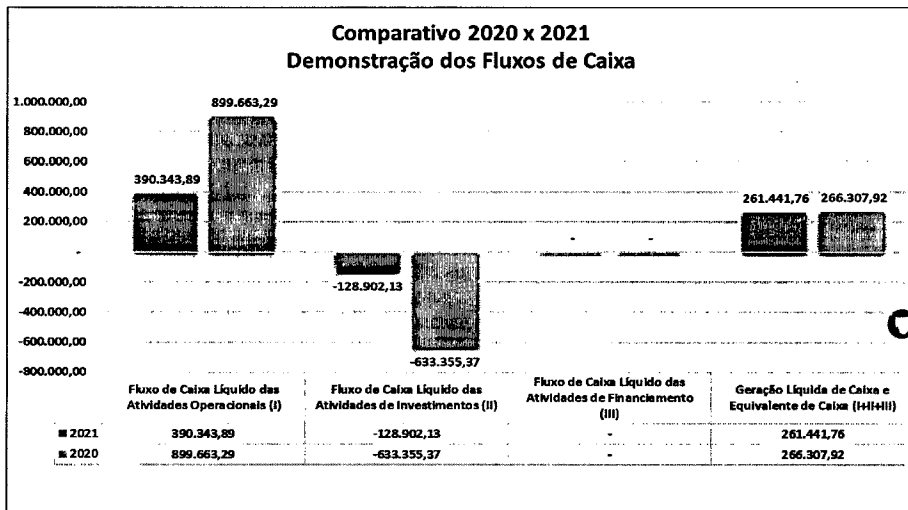 Comparativo 2020 x 2021
Demonstração dos Fluxos de Caixa
1.000.000,00
800.000,00
600.000,00
400.000,00
200.000,00
-
-200.000,00
-400.000,00
-600.000,00
-800.000,00
390.343,89
899.663,29
-128.902,13
-633.355,37
-
-
261.441,76
266.307,92
Fluxo de Caixa Líquido das
Atividades Operacionais (I)
Fluxo de Caixa Líquido das
Atividades de Investimentos (II)
Fluxo de Caixa Líquido das
Atividades de Financiamento
(III)
Geração Líquida de Caixa e
Equivalente de Caixa (I+II+III)
2021 390.343,89 -128.902,13 - 261.441,76
2020 899.663,29 -633.355,37 - 266.307,92